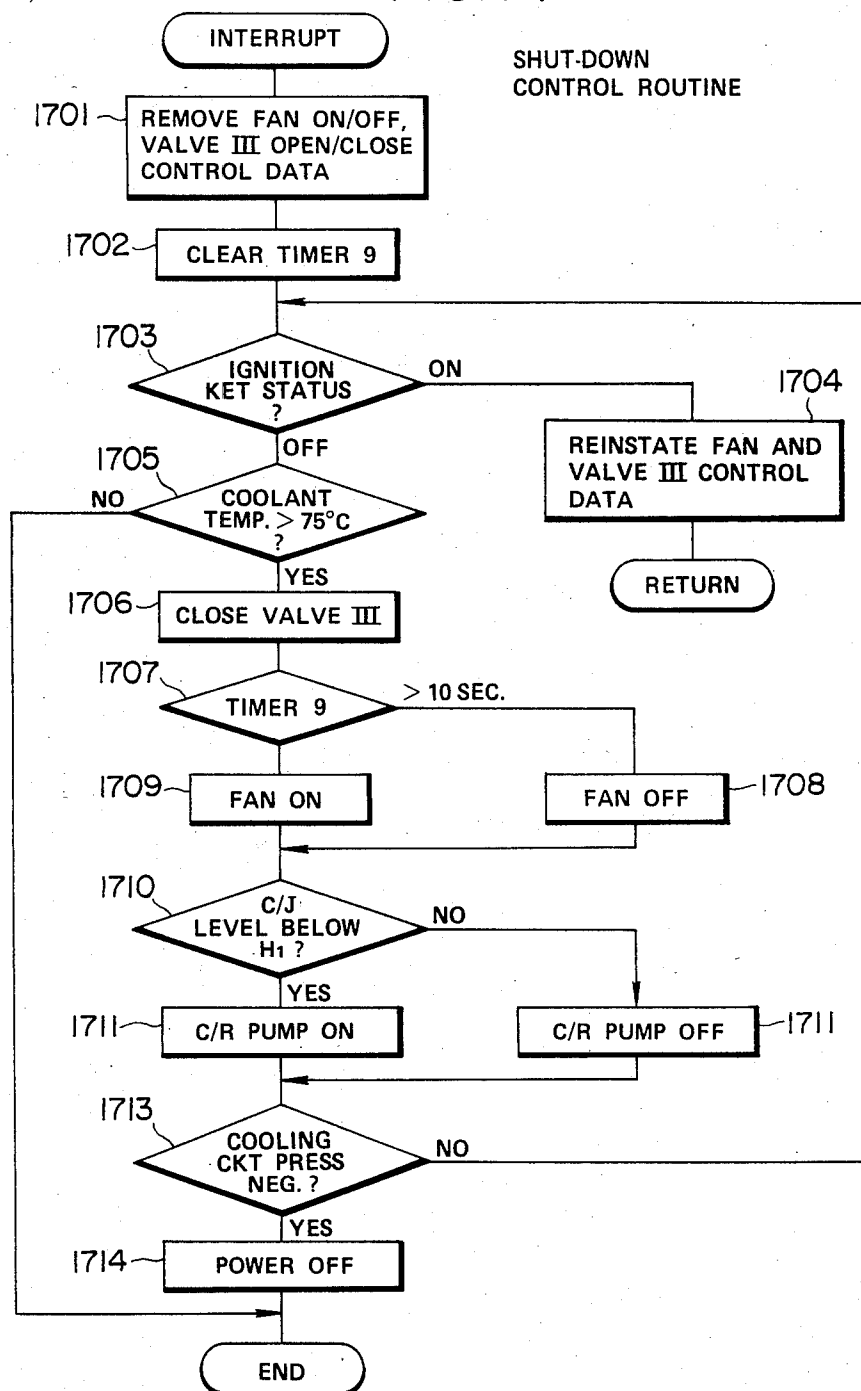 INTERRUPT
SHUT-DOWN
CONTROL ROUTINE
1701
REMOVE FAN ON/OFF,
VALVE III OPEN/CLOSE
CONTROL DATA
1702
CLEAR TIMER 9
1703
IGNITION
KET STATUS
?
ON
OFF
1704
REINSTATE FAN AND
VALVE III CONTROL
DATA
RETURN
1705
NO
COOLANT
TEMP. > 75°C
?
YES
1706
CLOSE VALVE III
1707
TIMER 9
> 10 SEC.
1709
FAN ON
FAN OFF
1708
1710
C/J
LEVEL BELOW
H1 ?
NO
YES
1711
C/R PUMP ON
C/R PUMP OFF
1711
1713
COOLING
CKT PRESS
NEG. ?
NO
YES
1714
POWER OFF
END